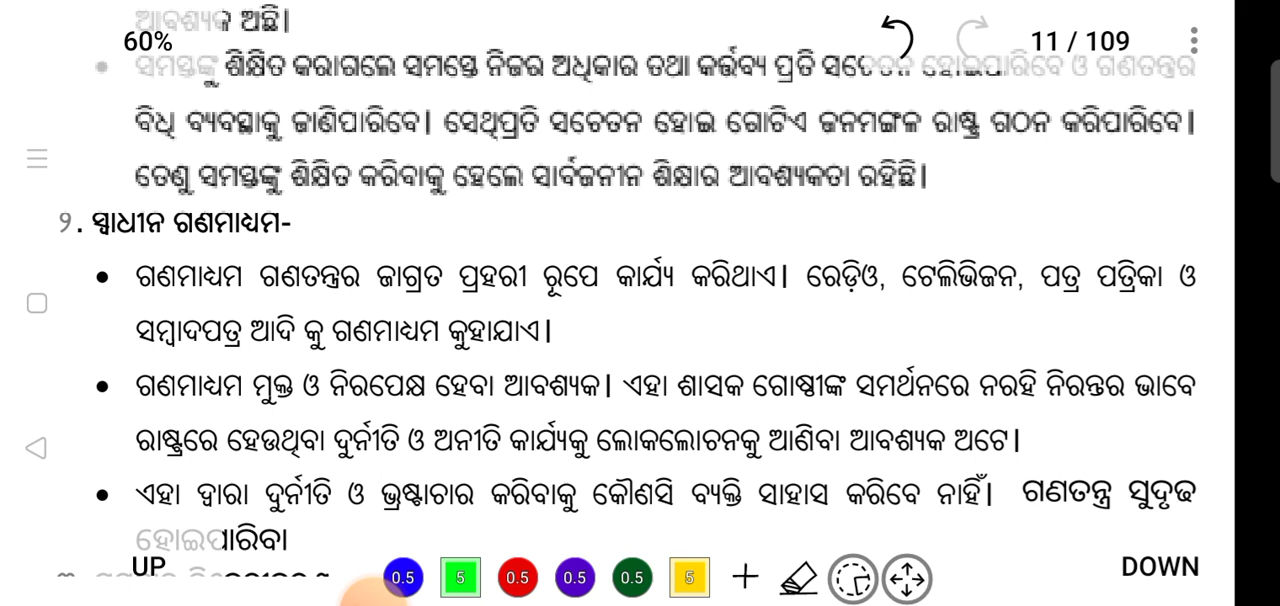 ଆବଶ୍ୟକ ଅଛି|
60%
11 / 109
ସମସ୍ତଙ୍କୁ ଶିକ୍ଷିତ କରାଗଲେ ସମସ୍ତେ ନିଜର ଅଧିକାର ତଥା କର୍ତ୍ତବ୍ୟ ପ୍ରତି ସଚେତନ ହୋଇପାରିବେ ଓ ଗଣତନ୍ତ୍ରର
ବିଧି ବ୍ୟବସ୍ଥାକୁ ଜାଣିପାରିବେ| ସେଥିପ୍ରତି ସଚେତନ ହୋଇ ଗୋଟିଏ ଜନମଙ୍ଗଳ ରାଷ୍ଟ୍ର ଗଠନ କରିପାରିବେ|
ତେଣୁ ସମସ୍ତଙ୍କୁ ଶିକ୍ଷିତ କରିବାକୁ ହେଲେ ସାର୍ବଜନୀନ ଶିକ୍ଷାର ଆବଶ୍ୟକତା ରହିଛି|
୨. ସ୍ୱାଧୀନ ଗଣମାଧ୍ୟମ-
• ଗଣମାଧ୍ୟମ ଗଣତନ୍ତ୍ରର ଜାଗ୍ରତ ପ୍ରହରୀ ରୂପେ କାର୍ଯ୍ୟ କରିଥାଏ| ରେଡ଼ିଓ, ଟେଲିଭିଜନ, ପତ୍ର ପତ୍ରିକା ଓ
ସମ୍ବାଦପତ୍ର ଆଦି କୁ ଗଣମାଧ୍ୟମ କୁହାଯାଏ|
• ଗଣମାଧ୍ୟମ ମୁକ୍ତ ଓ ନିରପେକ୍ଷ ହେବା ଆବଶ୍ୟକ| ଏହା ଶାସକ ଗୋଷ୍ଠୀଙ୍କ ସମର୍ଥନରେ ନରହି ନିରନ୍ତର ଭାବେ
ରାଷ୍ଟ୍ରରେ ହେଉଥିବା ଦୁର୍ନୀତି ଓ ଅନୀତି କାର୍ଯ୍ୟକୁ ଲୋକଲୋଚନକୁ ଆଣିବା ଆବଶ୍ୟକ ଅଟେ|
• ଏହା ଦ୍ୱାରା ଦୁର୍ନୀତି ଓ ଭ୍ରଷ୍ଟାଚାର କରିବାକୁ କୌଣସି ବ୍ୟକ୍ତି ସାହାସ କରିବେ ନାହିଁ| ଗଣତନ୍ତ୍ର ସୁଦୃଢ
ହୋଇପାରିବ।
UP
0.5 5 0.5 0.5 0.5 5
DOWN